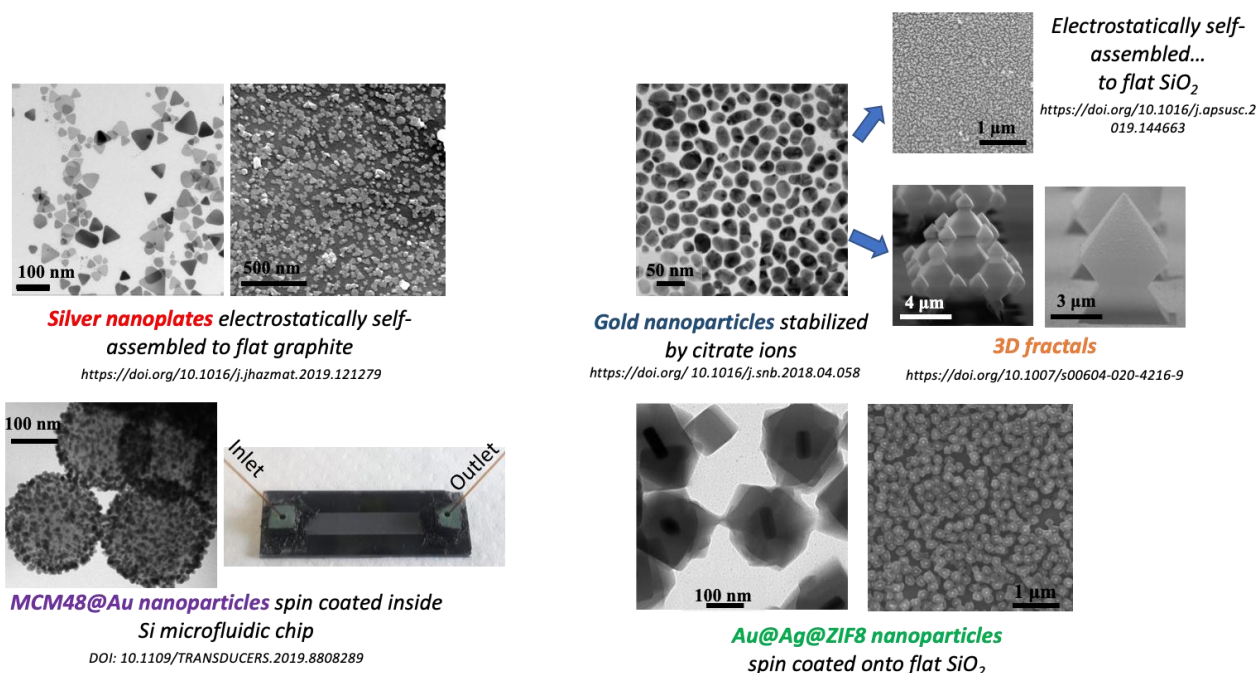 100 nm
500 nm
Silver nanoplates electrostatically self-
assembled to flat graphite
https://doi.org/10.1016/j.jhazmat.2019.121279
50 nm
Gold nanoparticles stabilized
by citrate ions
https://doi.org/ 10.1016/j.snb.2018.04.058
1 µm
Electrostatically self-
assembled...
to flat SiO2
https://doi.org/10.1016/j.apsusc.2
019.144663
4 µm
3 µm
3D fractals
https://doi.org/10.1007/s00604-020-4216-9
100 nm
Inlet
Outlet
MCM48@Au nanoparticles spin coated inside
Si microfluidic chip
DOI: 10.1109/TRANSDUCERS.2019.8808289
100 nm
1 µm
Au@Ag@ZIF8 nanoparticles
spin coated onto flat SiO2